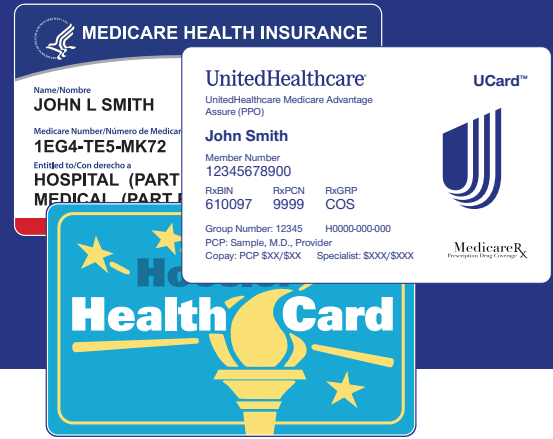 MEDICARE HEALTH INSURANCE
Name/Nombre
JOHN L SMITH
Medicare Number/Número de Medicar
1EG4-TE5-MK72
Entitled to/Con derecho a
HOSPITAL (PART
MEDICAL (PART
UnitedHealthcare®
UCard™
UnitedHealthcare Medicare Advantage
Assure (PPO)
John Smith
Member Number
12345678900
RxBIN RxPCN RxGRP
610097 9999 COS
Group Number: 12345 H0000-000-000
PCP: Sample, M.D., Provider
Copay: PCP $XX/$XX Specialist: $XXX/$XXX
MedicareRx
Prescription Drug Coverage
Health Card